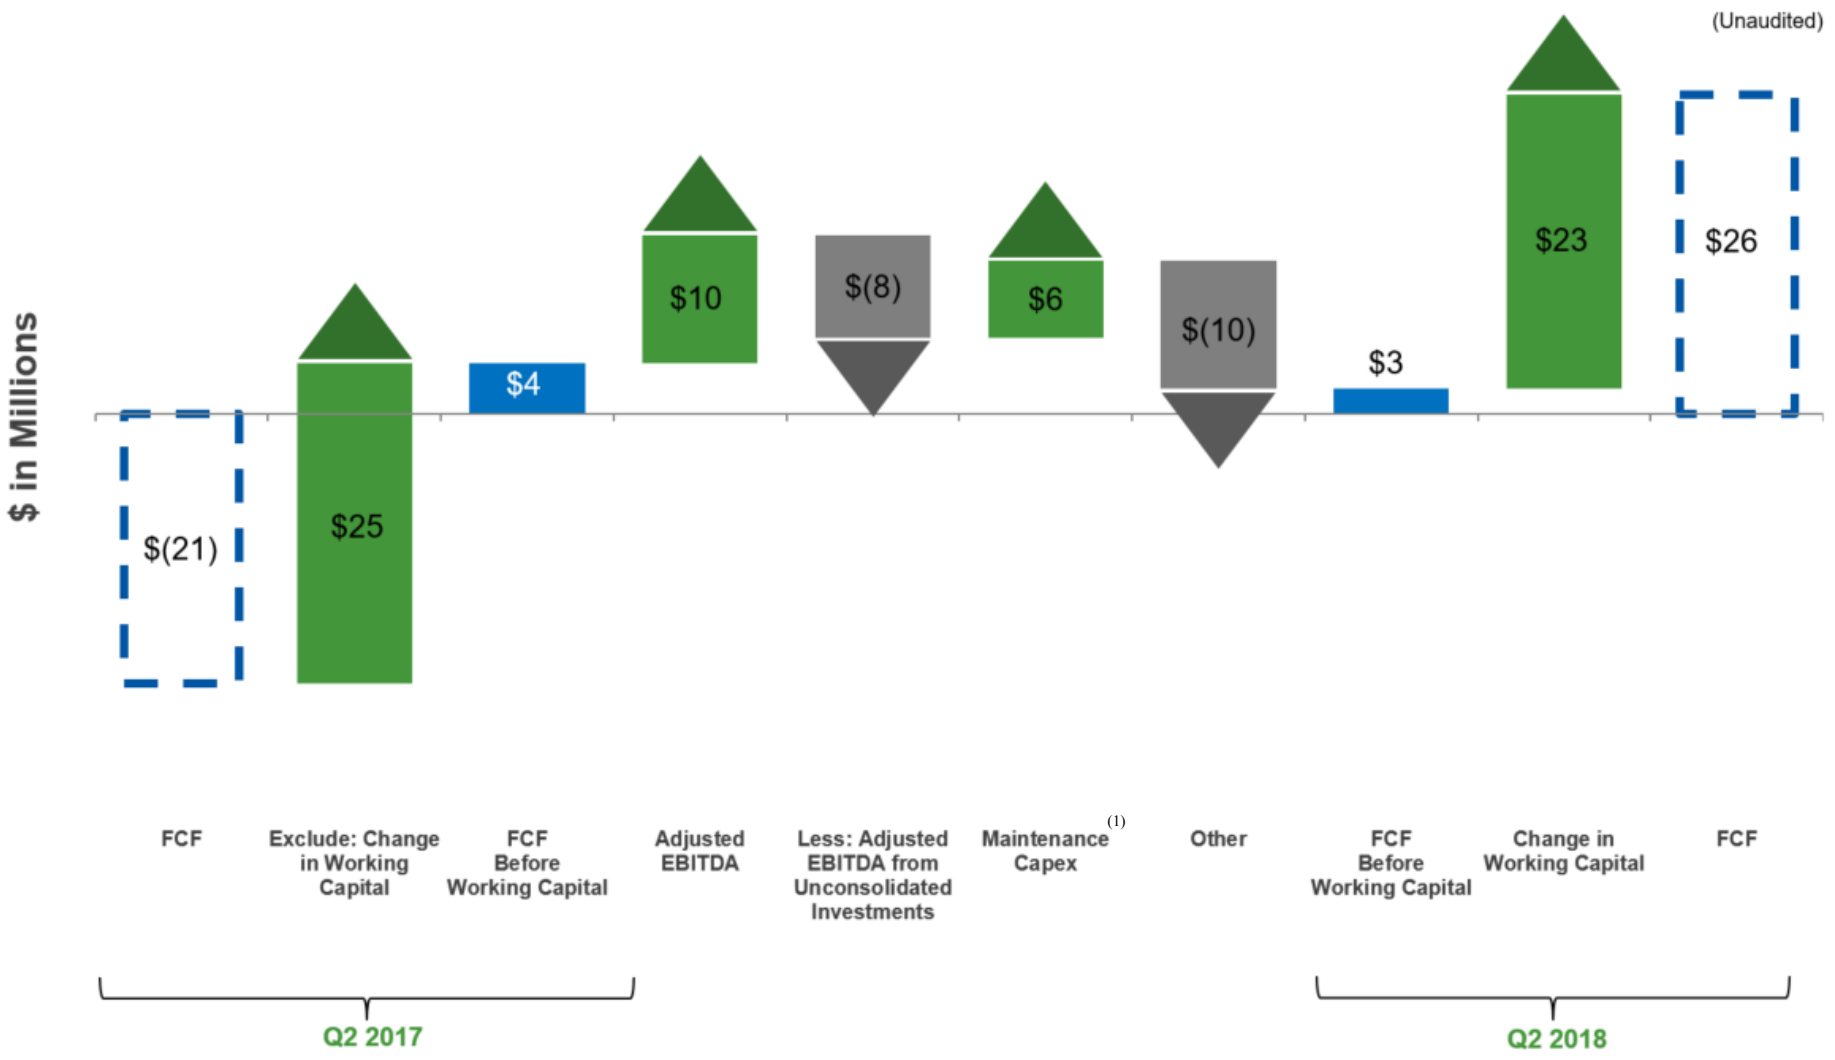 (Unaudited)
$ in Millions
$(21)
$25
$4
$10
$(8)
$6
$(10)
$3
$23
$26
FCF
Exclude: Change
in Working
Capital
FCF
Before
Working Capital
Adjusted
EBITDA
Less: Adjusted
EBITDA from
Unconsolidated
Investments
Maintenance (1)
Capex
Other
FCF
Before
Working Capital
Change in
Working Capital
FCF
Q2 2017
Q2 2018